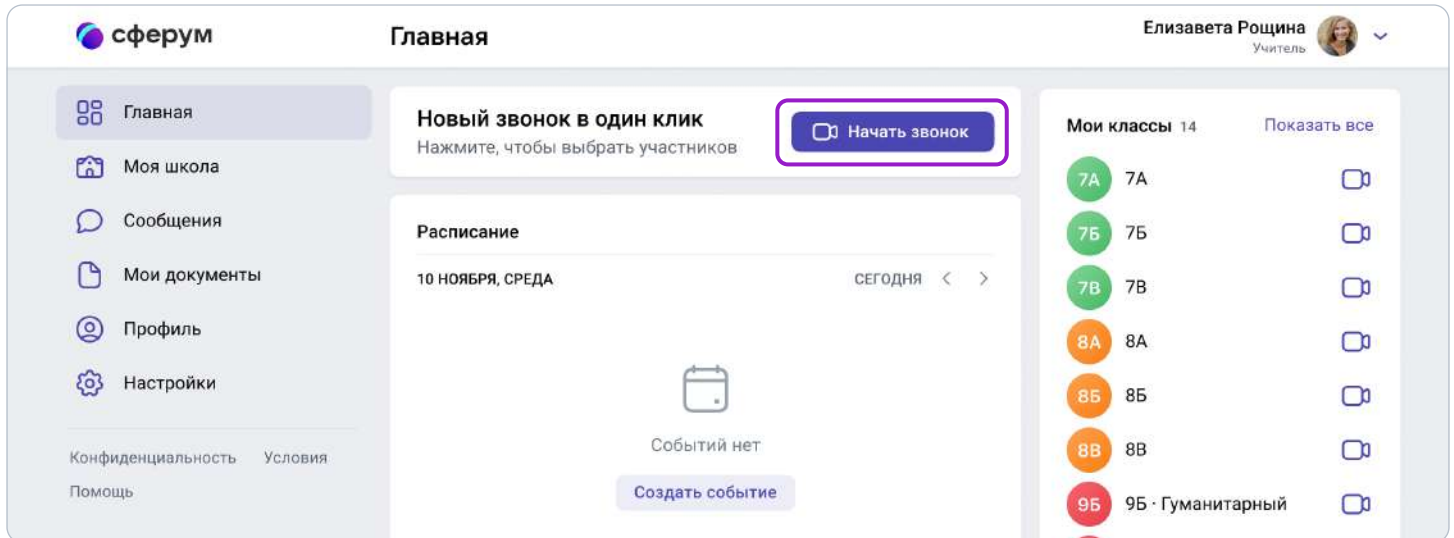 сферум
Главная
Елизавета Рощина
Учитель
Главная
Моя школа
Сообщения
Мои документы
Профиль
Настройки
Конфиденциальность Условия
Помощь
Новый звонок в один клик
Нажмите, чтобы выбрать участников
Начать звонок
Расписание
10 НОЯБРЯ, СРЕДА СЕГОДНЯ
Событий нет
Создать событие
Мои классы 14 Показать все
7А 7А
7Б 7Б
7В 7В
8А 8А
8Б 8Б
8В 8В
9Б 9Б · Гуманитарный